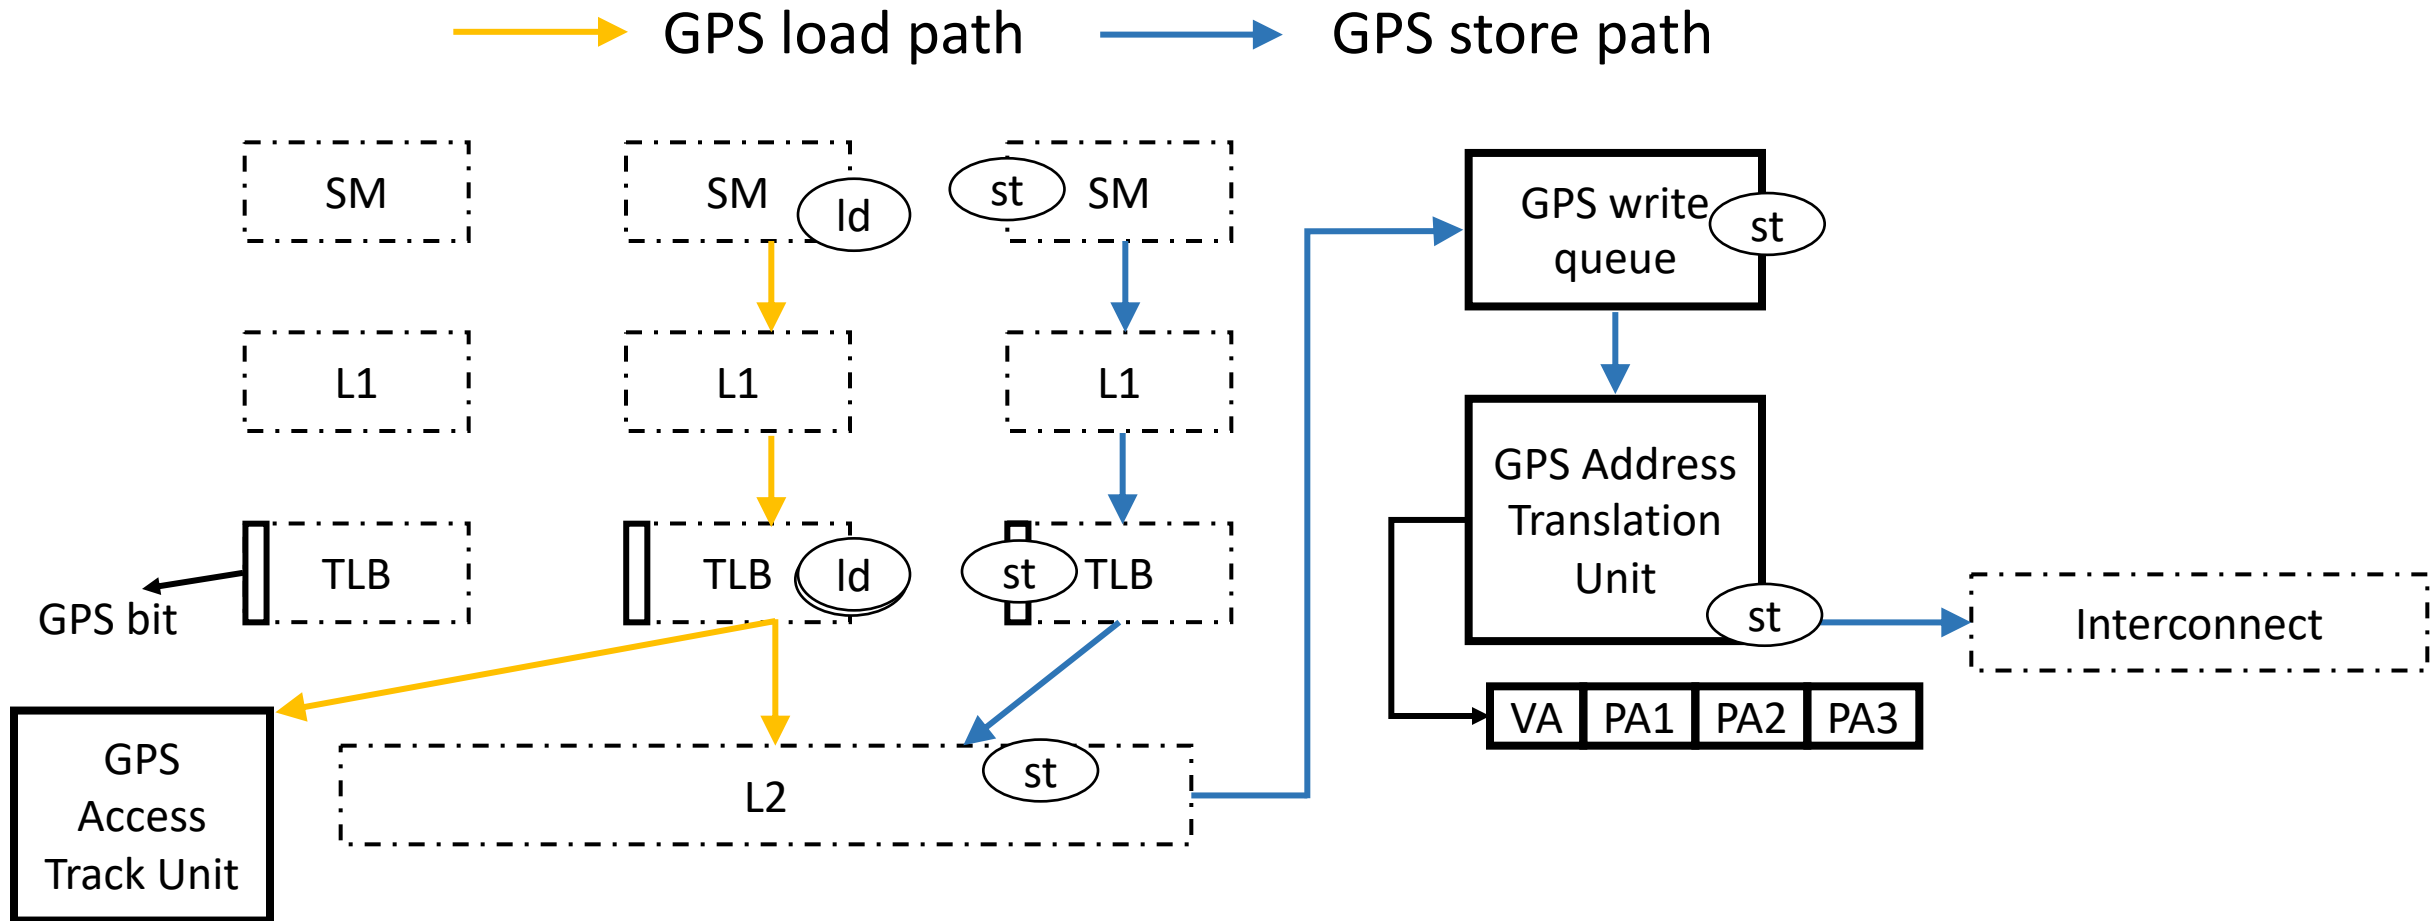 GPS load path
GPS store path
SM
SM
ld
st
SM
GPS write
queue
st
L1
L1
L1
GPS Address
Translation
Unit
st
TLB
TLB
ld
st
TLB
GPS bit
Interconnect
VA
PA1
PA2
PA3
GPS
Access
Track Unit
L2
st